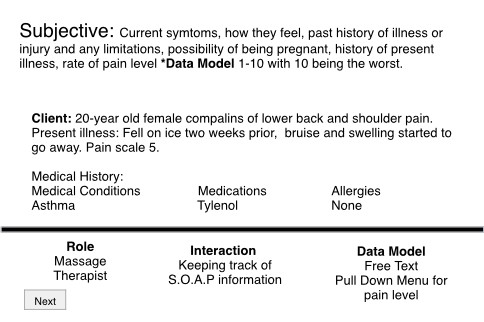 Subjective: Current symtoms, how they feel, past history of illness or
injury and any limitations, possibility of being pregnant, history of present
illness, rate of pain level *Data Model 1-10 with 10 being the worst.
Client: 20-year old female compalins of lower back and shoulder pain.
Present illness: Fell on ice two weeks prior, bruise and swelling started to
go away. Pain scale 5.
Medical History:
Medical Conditions Medications Allergies
Asthma Tylenol None
Role
Massage
Therapist
Interaction
Keeping track of
S.O.A.P information
Data Model
Free Text
Pull Down Menu for
pain level
Next